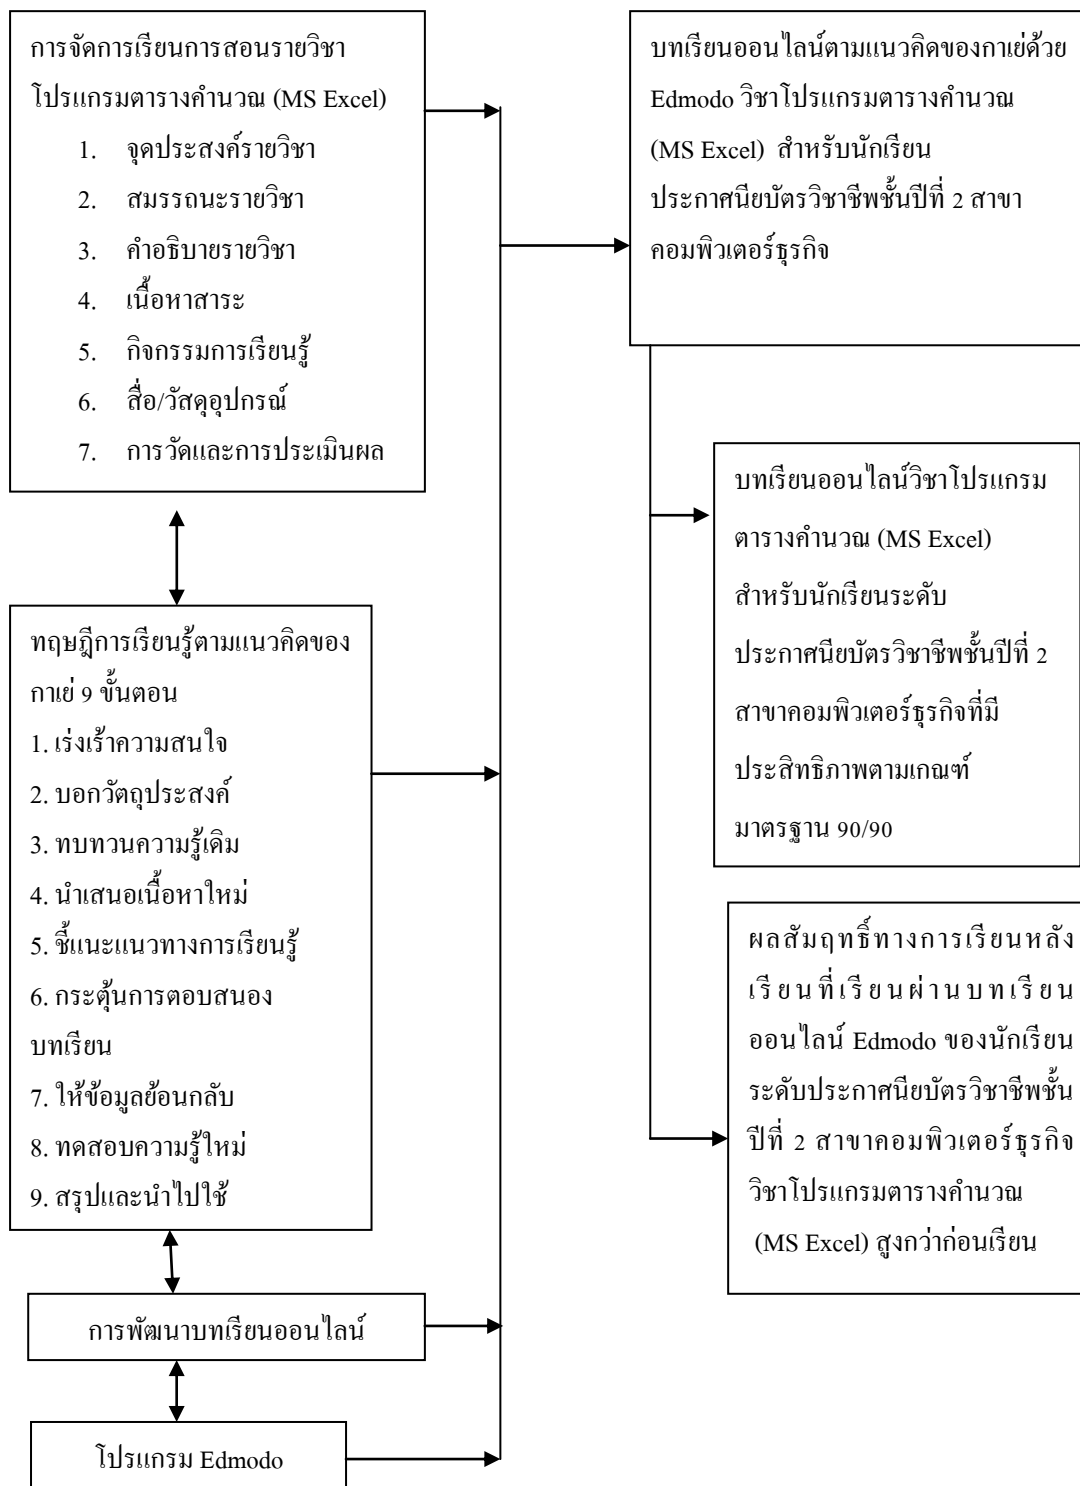 การจัดการเรียนการสอนรายวิชา
โปรแกรมตารางคำนวณ (MS Excel)
1. จุดประสงค์รายวิชา
2. สมรรถนะรายวิชา
3. คำอธิบายรายวิชา
4. เนื้อหาสาระ
5. กิจกรรมการเรียนรู้
6. สื่อ/วัสดุอุปกรณ์
7. การวัดและการประเมินผล
ทฤษฎีการเรียนรู้ตามแนวคิดของ
กาเย่ 9 ขั้นตอน
1. เร่งเร้าความสนใจ
2. บอกวัตถุประสงค์
3. ทบทวนความรู้เดิม
4. นำเสนอเนื้อหาใหม่
5. ชี้แนะแนวทางการเรียนรู้
6. กระตุ้นการตอบสนอง
บทเรียน
7. ให้ข้อมูลย้อนกลับ
8. ทดสอบความรู้ใหม่
9. สรุปและนำไปใช้
การพัฒนาบทเรียนออนไลน์
โปรแกรม Edmodo
บทเรียนออนไลน์ตามแนวคิดของกาเย่ด้วย
Edmodo วิชาโปรแกรมตารางคำนวณ
(MS Excel) สำหรับนักเรียน
ประกาศนียบัตรวิชาชีพชั้นปีที่ 2 สาขา
คอมพิวเตอร์ธุรกิจ
บทเรียนออนไลน์วิชาโปรแกรม
ตารางคำนวณ (MS Excel)
สำหรับนักเรียนระดับ
ประกาศนียบัตรวิชาชีพชั้นปีที่ 2
สาขาคอมพิวเตอร์ธุรกิจที่มี
ประสิทธิภาพตามเกณฑ์
มาตรฐาน 90/90
ผลสัมฤทธิ์ทางการเรียนหลัง
เรียนที่เรียนผ่านบทเรียน
ออนไลน์ Edmodo ของนักเรียน
ระดับประกาศนียบัตรวิชาชีพชั้น
ปีที่ 2 สาขาคอมพิวเตอร์ธุรกิจ
วิชาโปรแกรมตารางคำนวณ
(MS Excel) สูงกว่าก่อนเรียน